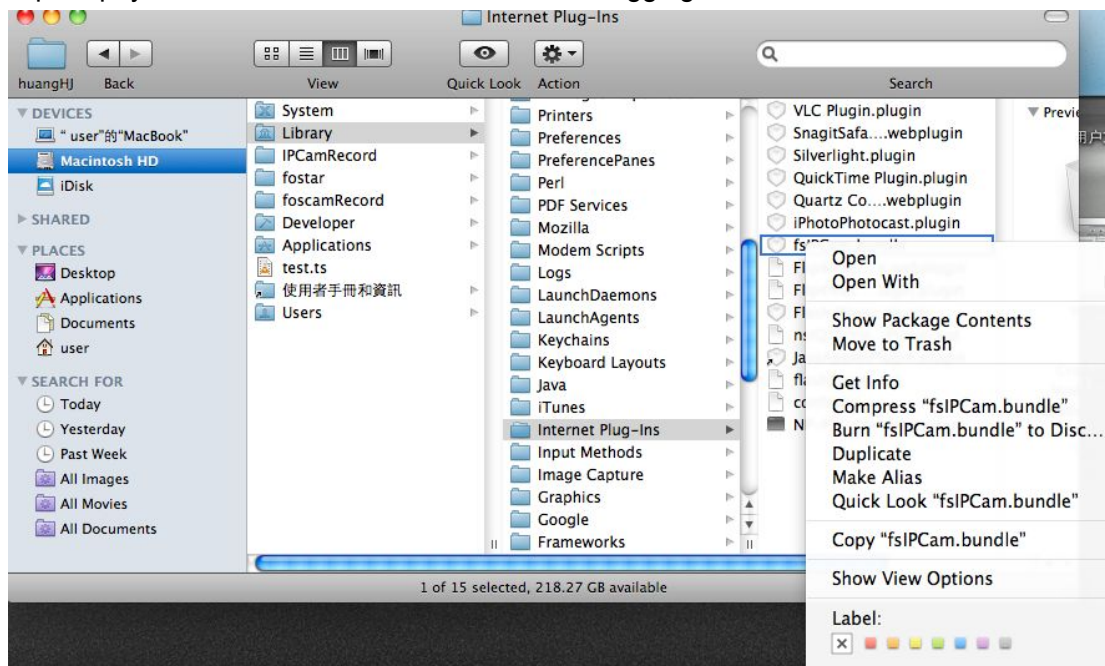 Internet Plug-Ins
huangHJ
Back
View
Quick Look
Action
Search
DEVICES
“ user”的“MacBook”
Macintosh HD
iDisk
SHARED
PLACES
Desktop
Applications
Documents
user
SEARCH FOR
Today
Yesterday
Past Week
All Images
All Movies
All Documents
System
Library
IPCamRecord
fostar
foscamRecord
Developer
Applications
test.ts
使用者手冊和資訊
Users
Printers
Preferences
PreferencePanes
Perl
PDF Services
Mozilla
Modem Scripts
Logs
LaunchDaemons
LaunchAgents
Keychains
Keyboard Layouts
Java
iTunes
Internet Plug-Ins
Input Methods
Image Capture
Graphics
Google
Frameworks
VLC Plugin.plugin
SnagitSafa....webplugin
Silverlight.plugin
QuickTime Plugin.plugin
Quartz Co....webplugin
iPhotoPhotocast.plugin
Open
Open With
Show Package Contents
Move to Trash
Get Info
Compress “fsIPCam.bundle”
Burn “fsIPCam.bundle” to Disc...
Duplicate
Make Alias
Quick Look “fsIPCam.bundle”
Copy “fsIPCam.bundle”
Show View Options
Label:
1 of 15 selected, 218.27 GB available